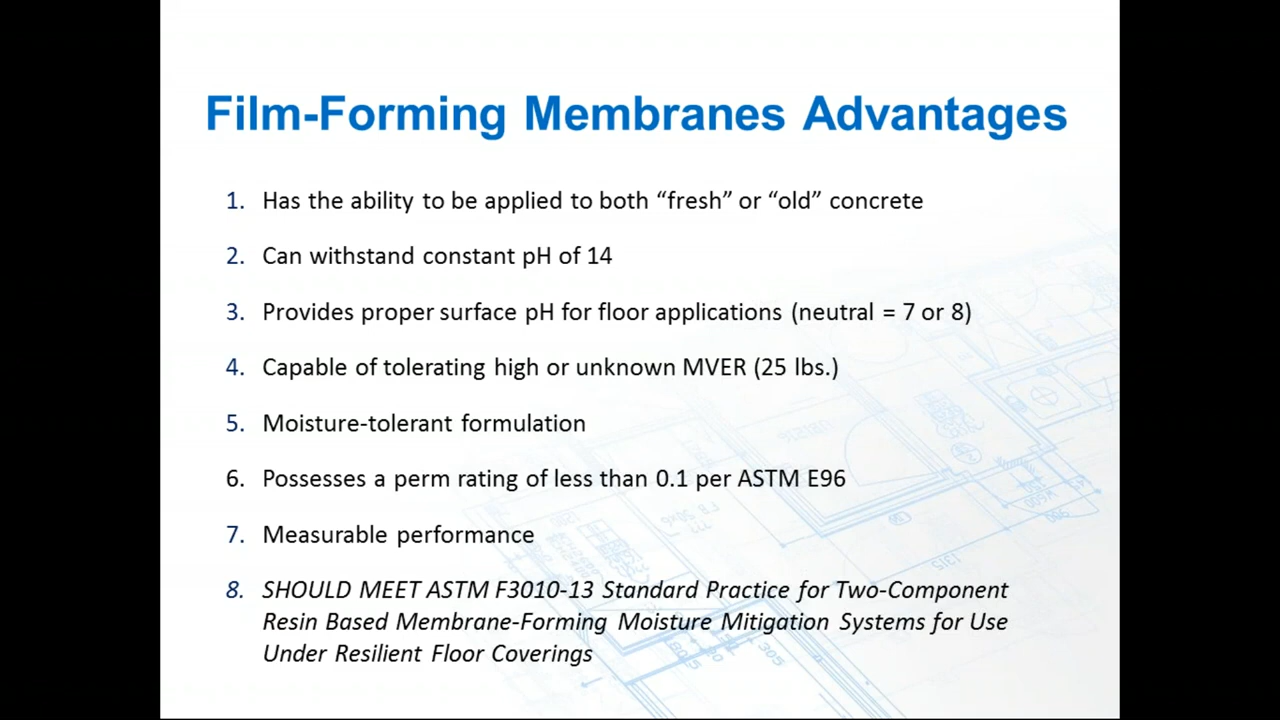 Film-Forming Membranes Advantages
1. Has the ability to be applied to both “fresh” or “old” concrete
2. Can withstand constant pH of 14
3. Provides proper surface pH for floor applications (neutral = 7 or 8)
4. Capable of tolerating high or unknown MVER (25 lbs.)
5. Moisture-tolerant formulation
6. Possesses a perm rating of less than 0.1 per ASTM E96
7. Measurable performance
8. SHOULD MEET ASTM F3010-13 Standard Practice for Two-Component
Resin Based Membrane-Forming Moisture Mitigation Systems for Use
Under Resilient Floor Coverings
1315
305